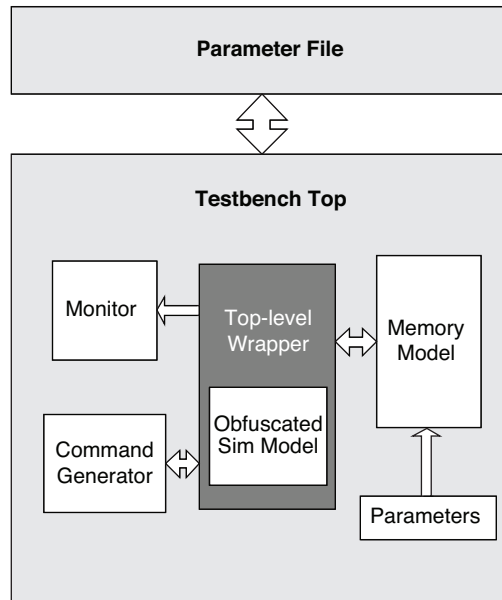 Parameter File
Testbench Top
Monitor
Top-level
Wrapper
Memory
Model
Obfuscated
Sim Model
Command
Generator
Parameters